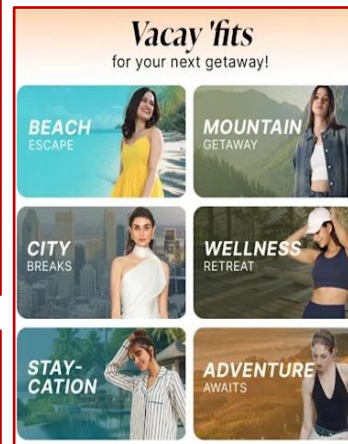 Vacay 'fits
for your next getaway!
BEACH
ESCAPE
MOUNTAIN
GETAWAY
CITY
BREAKS
WELLNESS
RETREAT
STAY-
CATION
ADVENTURE
AWAITS